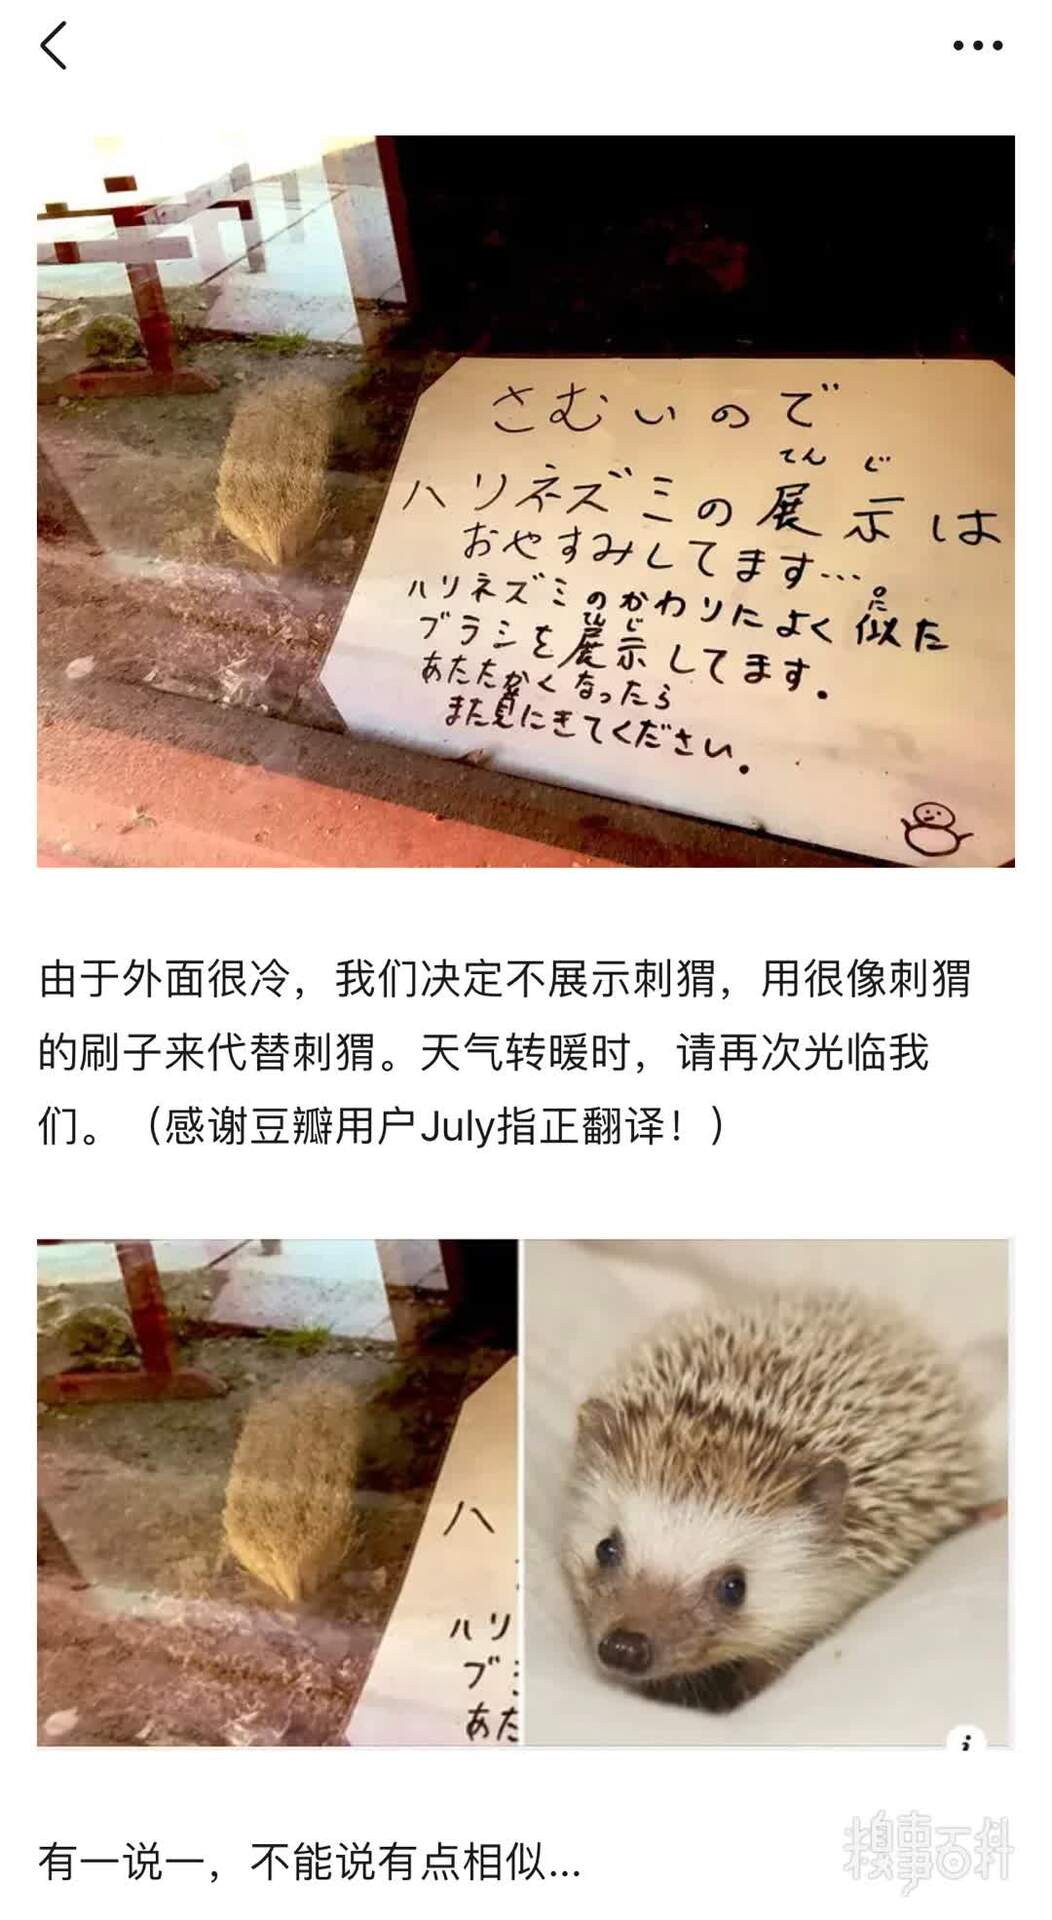 さむいので
てんじ
ハリネズミの展示は
おやすみしてます…
ハリネズミのかわりによく似た
に
てんじ
ブラシを展示してます。
あたたかくなったら
また見にきてください。
由于外面很冷，我们决定不展示刺猬，用很像刺猬
的刷子来代替刺猬。天气转暖时，请再次光临我
们。（感谢豆瓣用户July指正翻译！）
ハ
ハリ
ブ
あた
有一说一，不能说有点相似...
糗事百科